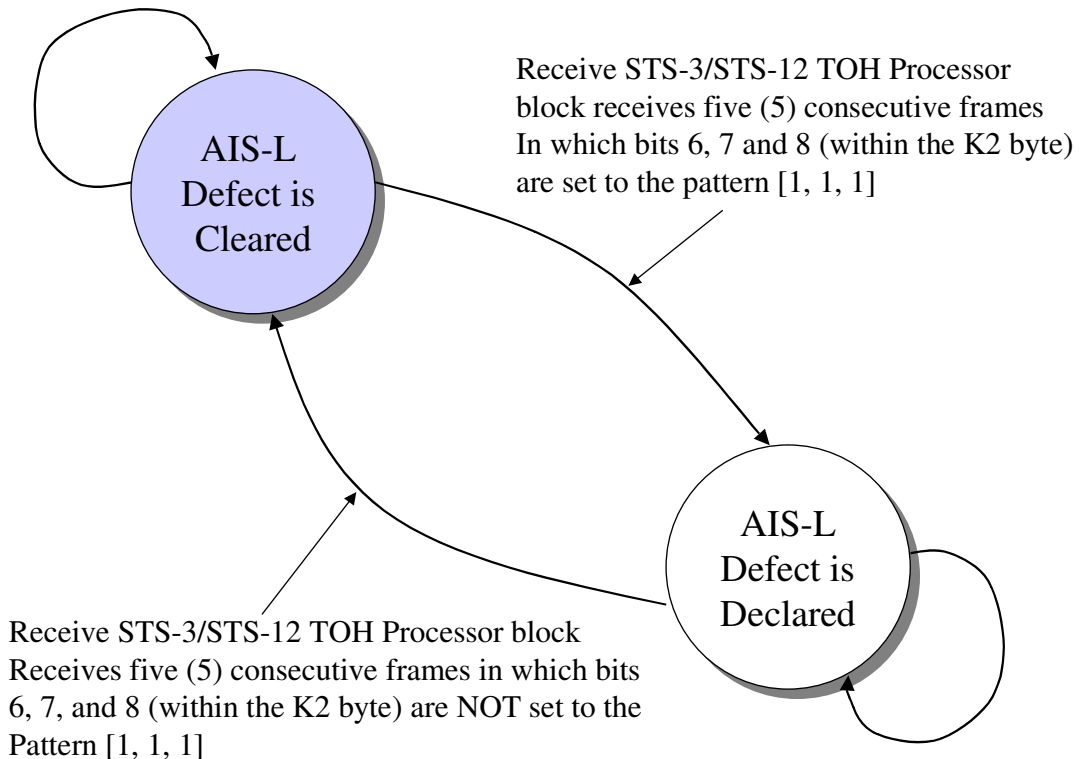 Receive STS-3/STS-12 TOH Processor
block receives five (5) consecutive frames
In which bits 6, 7 and 8 (within the K2 byte)
are set to the pattern [1, 1, 1]
AIS-L
Defect is
Cleared
AIS-L
Defect is
Declared
Receive STS-3/STS-12 TOH Processor block
Receives five (5) consecutive frames in which bits
6, 7, and 8 (within the K2 byte) are NOT set to the
Pattern [1, 1, 1]